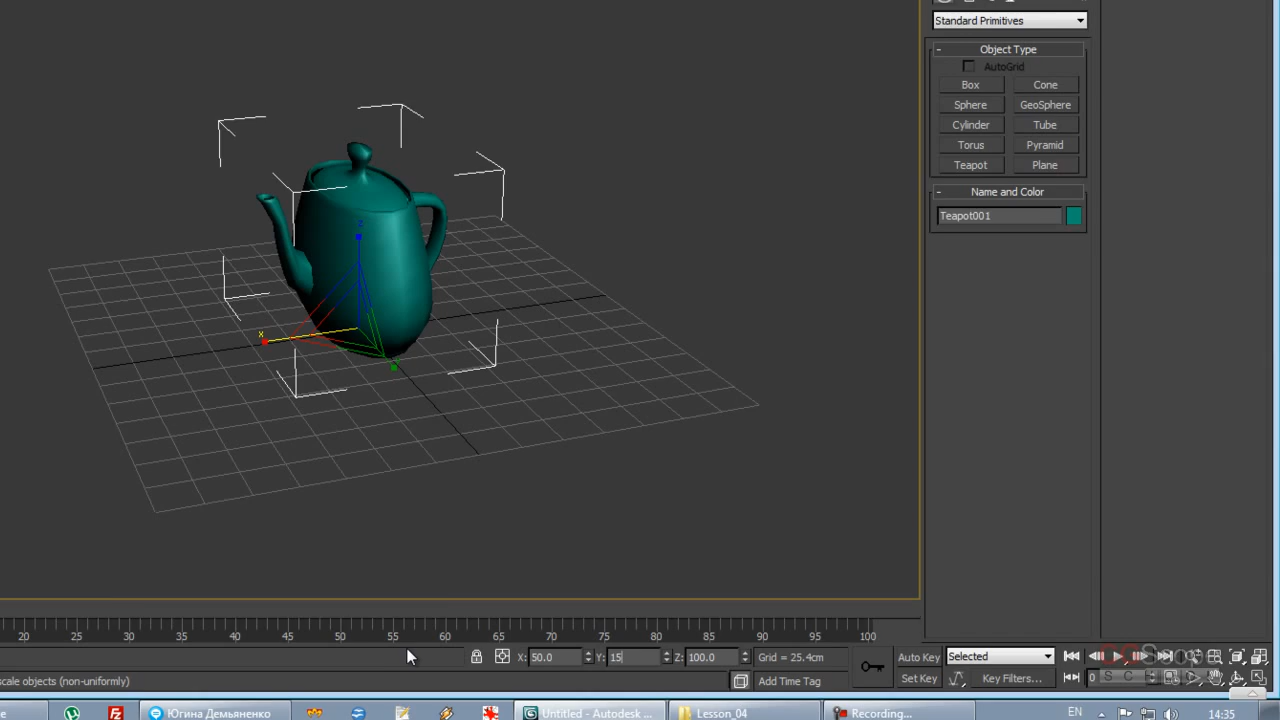 Standard Primitives
- Object Type
AutoGrid
Box Cone
Sphere GeoSphere
Cylinder Tube
Torus Pyramid
Teapot Plane
- Name and Color
Teapot001
z
x
20 25 30 35 40 45 50 55 60 65 70 75 80 85 90 95 100
X: 50.0 Y: 15 Z: 100.0 Grid = 25.4cm Auto Key Selected
scale objects (non-uniformly) Add Time Tag Set Key Key Filters... 0
Югина Демьяненко Untitled - Autodesk ... Lesson_04 Recording... EN 14:35